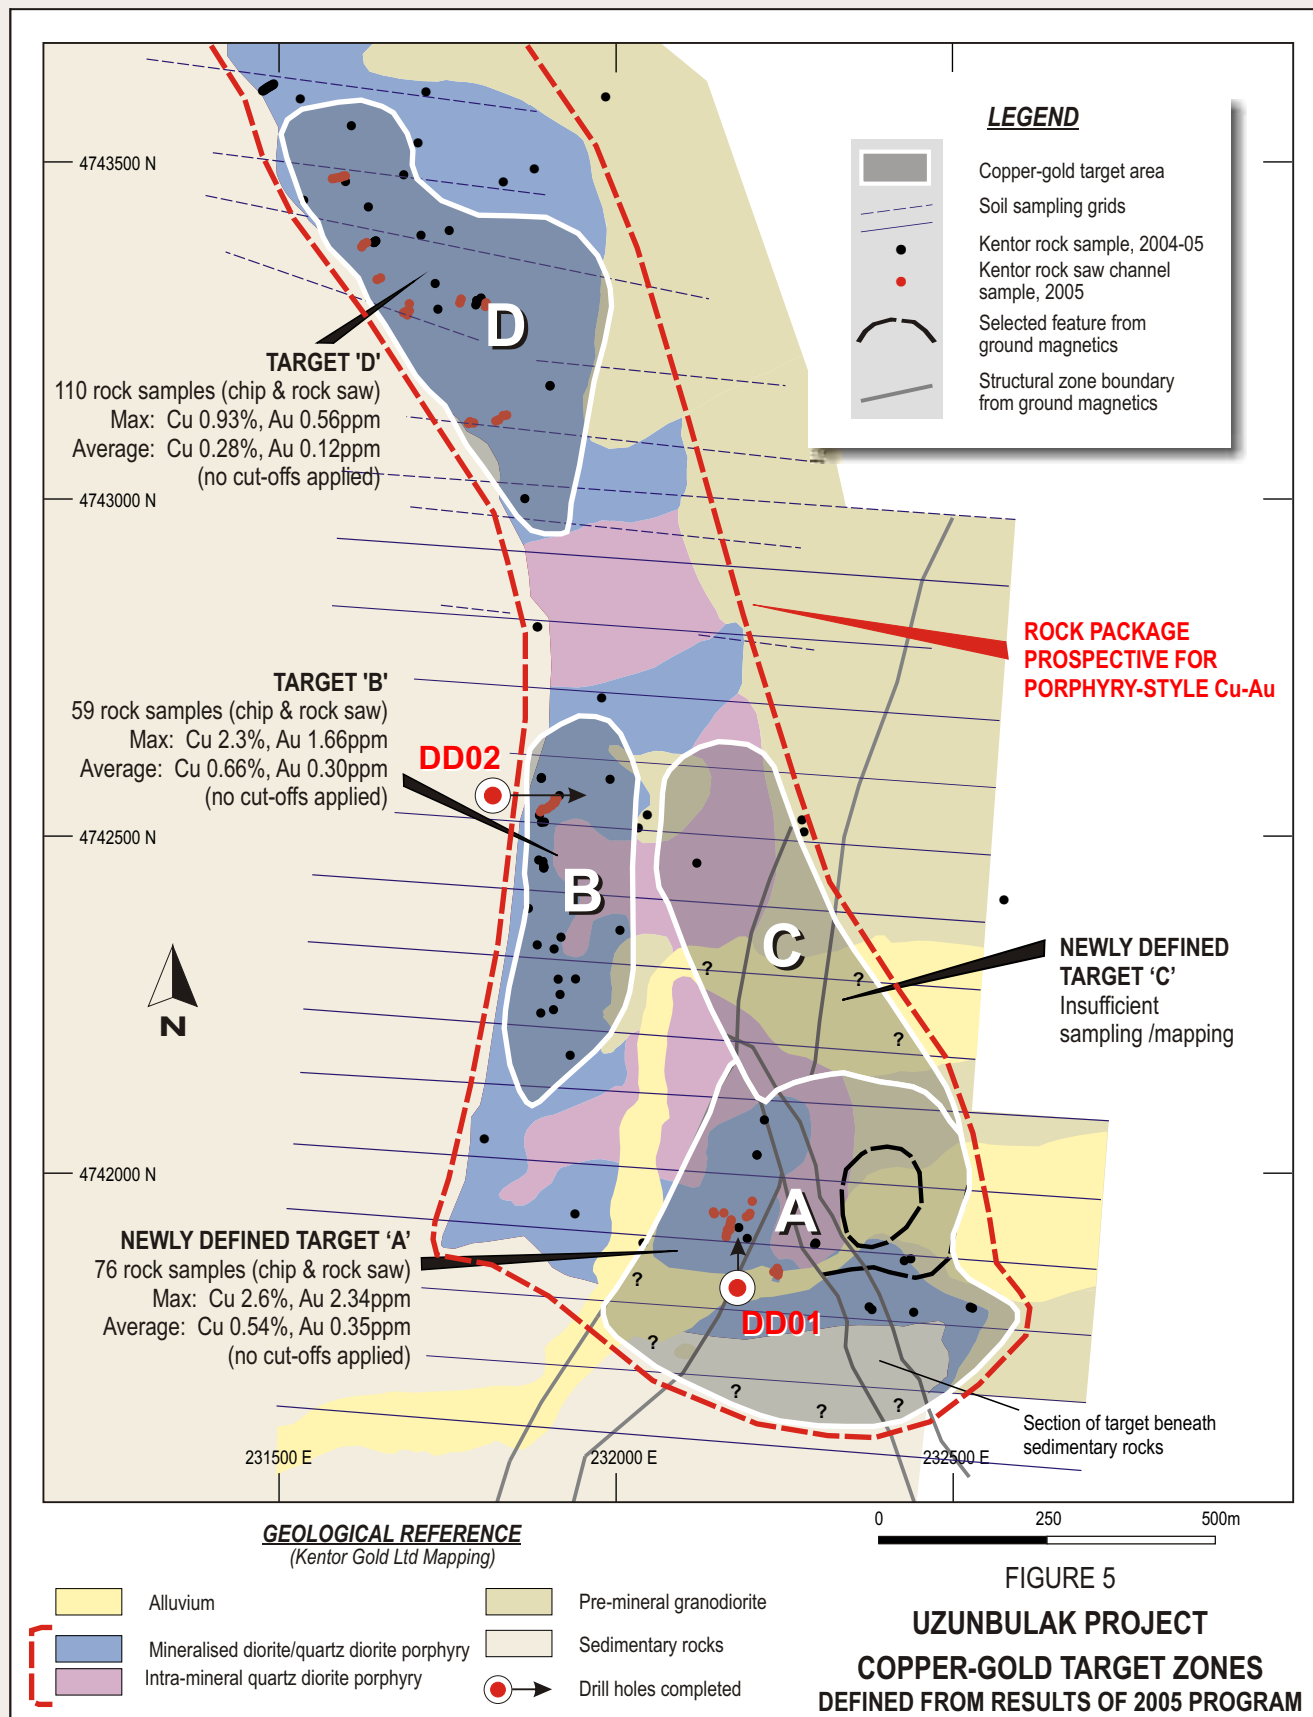 LEGEND
Copper-gold target area
Soil sampling grids
Kentor rock sample, 2004-05
Kentor rock saw channel
sample, 2005
Selected feature from
ground magnetics
Structural zone boundary
from ground magnetics
4743500 N
D
TARGET 'D'
110 rock samples (chip & rock saw)
Max: Cu 0.93%, Au 0.56ppm
Average: Cu 0.28%, Au 0.12ppm
(no cut-offs applied)
4743000 N
ROCK PACKAGE
PROSPECTIVE FOR
PORPHYRY-STYLE Cu-Au
TARGET 'B'
59 rock samples (chip & rock saw)
Max: Cu 2.3%, Au 1.66ppm
Average: Cu 0.66%, Au 0.30ppm
(no cut-offs applied)
DD02
4742500 N
B
C
NEWLY DEFINED
TARGET ‘C’
Insufficient
sampling /mapping
?
?
?
N
4742000 N
A
NEWLY DEFINED TARGET ‘A’
76 rock samples (chip & rock saw)
Max: Cu 2.6%, Au 2.34ppm
Average: Cu 0.54%, Au 0.35ppm
(no cut-offs applied)
DD01
?
?
?
?
?
Section of target beneath
sedimentary rocks
231500 E
232000 E
232500 E
0 250 500m
GEOLOGICAL REFERENCE
(Kentor Gold Ltd Mapping)
Alluvium
Mineralised diorite/quartz diorite porphyry
Intra-mineral quartz diorite porphyry
Pre-mineral granodiorite
Sedimentary rocks
Drill holes completed
FIGURE 5
UZUNBULAK PROJECT
COPPER-GOLD TARGET ZONES
DEFINED FROM RESULTS OF 2005 PROGRAM